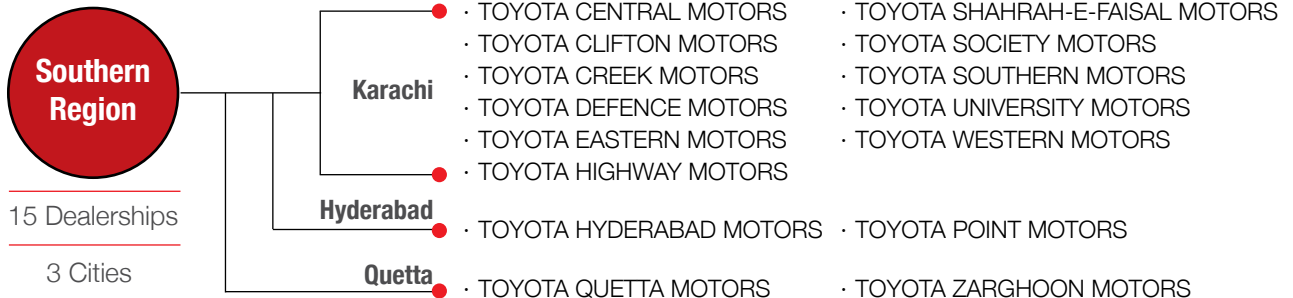 Southern
Region
15 Dealerships
3 Cities
Karachi
· TOYOTA CENTRAL MOTORS
· TOYOTA CLIFTON MOTORS
· TOYOTA CREEK MOTORS
· TOYOTA DEFENCE MOTORS
· TOYOTA EASTERN MOTORS
· TOYOTA HIGHWAY MOTORS
· TOYOTA SHAHRAH-E-FAISAL MOTORS
· TOYOTA SOCIETY MOTORS
· TOYOTA SOUTHERN MOTORS
· TOYOTA UNIVERSITY MOTORS
· TOYOTA WESTERN MOTORS
Hyderabad
· TOYOTA HYDERABAD MOTORS
· TOYOTA POINT MOTORS
Quetta
· TOYOTA QUETTA MOTORS
· TOYOTA ZARGHOON MOTORS